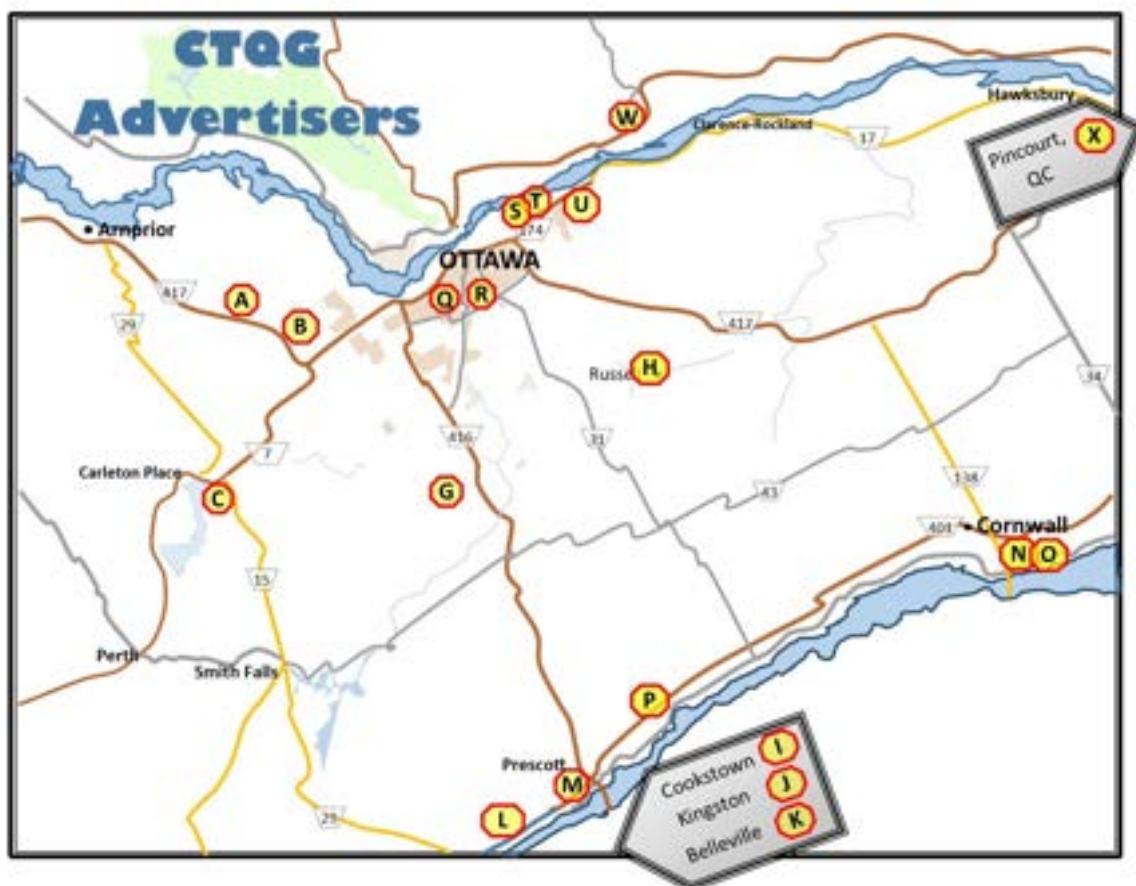 CTQG
Advertisers
W
Clarence-Rockland
Hawksbury
17
Pincourt,
QC
X
S
T
U
174
Arnprior
OTTAWA
417
29
A
B
Q
R
417
Russe
H
34
7
416
31
43
138
Carleton Place
C
G
401
Cornwall
N
O
15
Perth
Smith Falls
P
Prescott
M
L
29
Cookstown
I
Kingston
J
Belleville
K